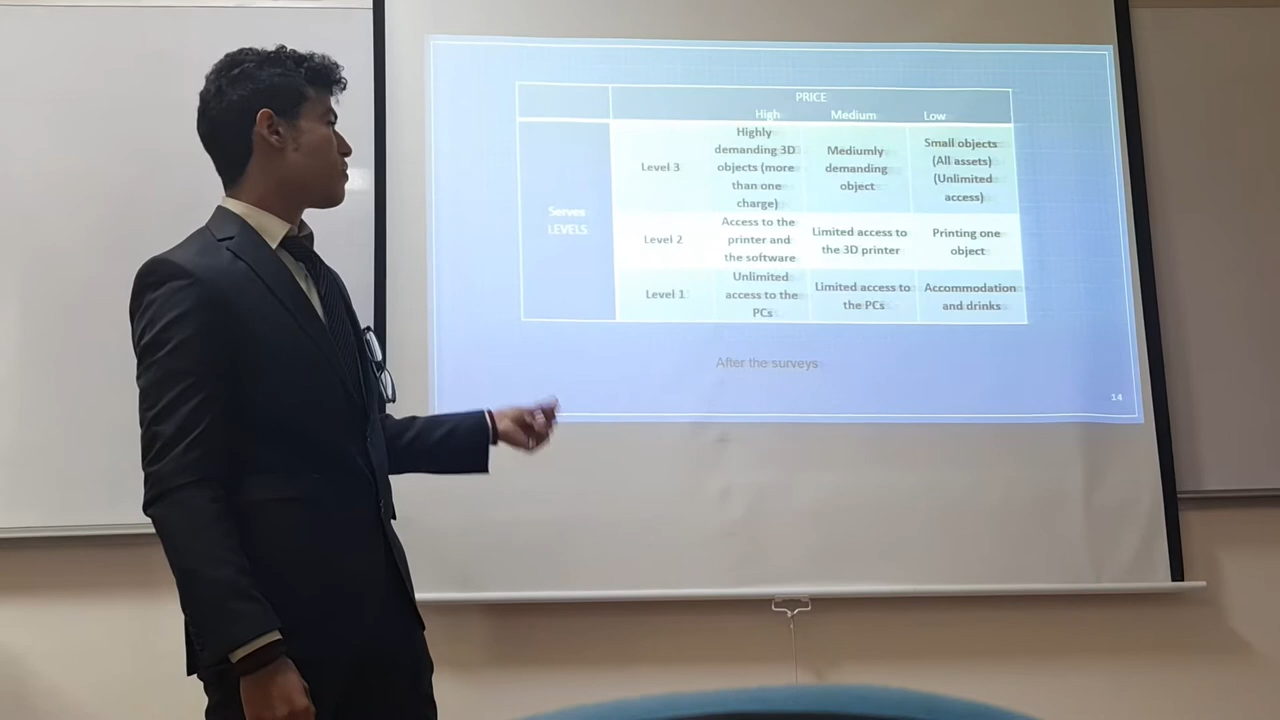 PRICE
High Medium Low
Serves
LEVELS
Level 3
Highly
demanding 3D
objects (more
than one
charge)
Mediumly
demanding
object
Small objects
(All assets)
(Unlimited
access)
Level 2
Access to the
printer and
the software
Limited access to
the 3D printer
Printing one
object
Level 1
Unlimited
access to the
PCs
Limited access to
the PCs
Accommodation
and drinks
After the surveys
14